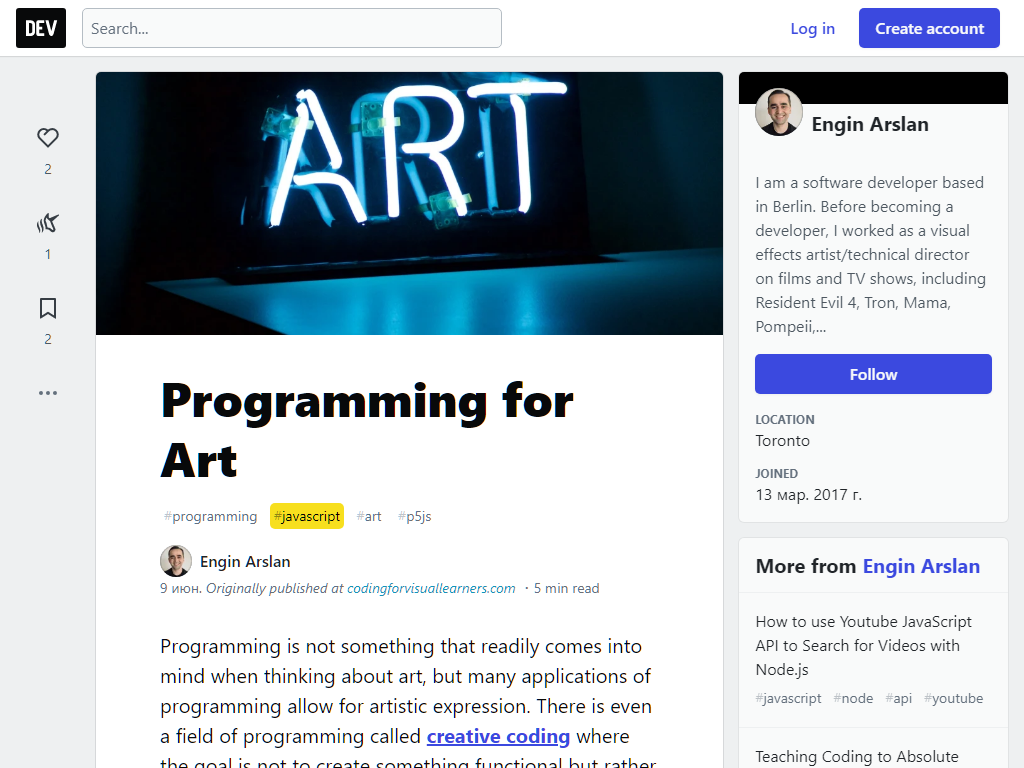 DEV
Search...
Log in
Create account
ART
2
1
2
Programming for
Art
#programming #javascript #art #p5js
Engin Arslan
9 июн. Originally published at codingforvisuallearners.com ・5 min read
Programming is not something that readily comes into
mind when thinking about art, but many applications of
programming allow for artistic expression. There is even
a field of programming called creative coding where
the goal is not to create something functional but rather
Engin Arslan
I am a software developer based
in Berlin. Before becoming a
developer, I worked as a visual
effects artist/technical director
on films and TV shows, including
Resident Evil 4, Tron, Mama,
Pompeii,...
Follow
LOCATION
Toronto
JOINED
13 мар. 2017 г.
More from Engin Arslan
How to use Youtube JavaScript
API to Search for Videos with
Node.js
#javascript #node #api #youtube
Teaching Coding to Absolute